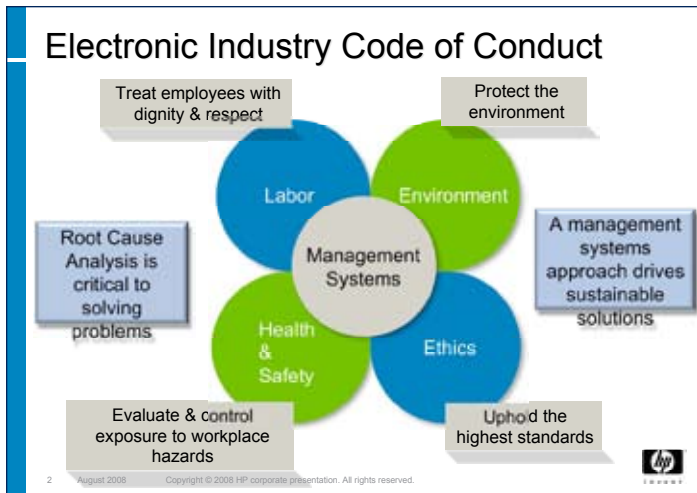 Electronic Industry Code of Conduct
Treat employees with
dignity & respect
Protect the
environment
Labor
Environment
Root Cause
Analysis is
critical to
solving
problems
Management
Systems
A management
systems
approach drives
sustainable
solutions
Health
&
Safety
Ethics
Evaluate & control
exposure to workplace
hazards
Uphold the
highest standards
hp
invent
2 August 2008 Copyright © 2008 HP corporate presentation. All rights reserved.